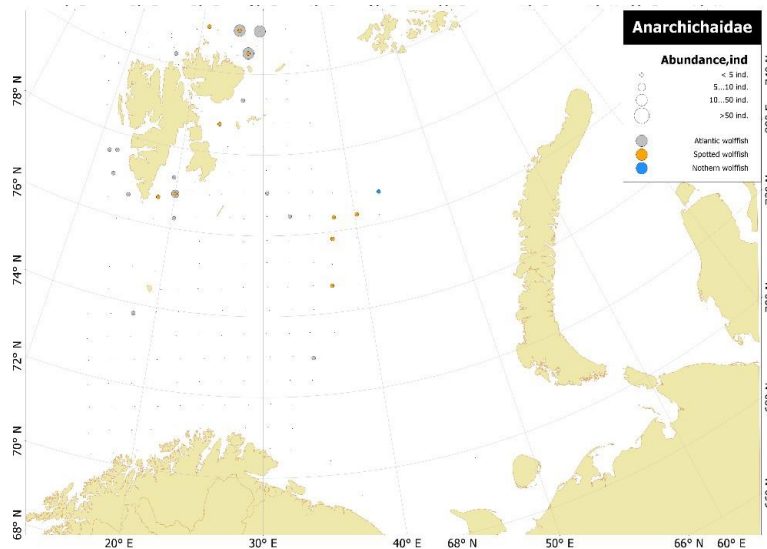 Anarchichaidae
Abundance,ind
< 5 ind.
5...10 ind.
10...50 ind.
>50 ind.
Atlantic wolffish
Spotted wolffish
Nothern wolffish
78° N
76° N
74° N
72° N
70° N
68° N
20° E
30° E
40° E
68° N
50° E
66° N
60° E